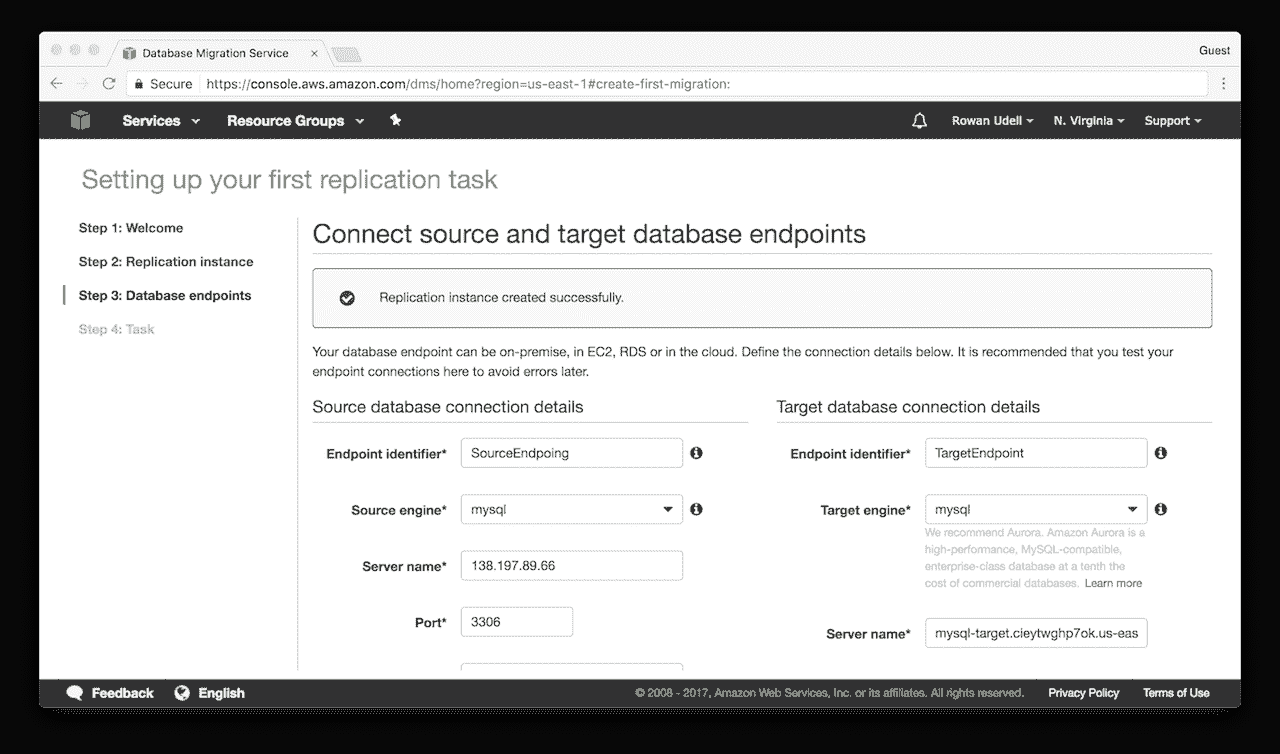 Database Migration Service
Guest
Secure https://console.aws.amazon.com/dms/home?region=us-east-1#create-first-migration:
Services Resource Groups Rowan Udell N. Virginia Support
Setting up your first replication task
Step 1: Welcome
Step 2: Replication instance
Step 3: Database endpoints
Step 4: Task
Connect source and target database endpoints
Replication instance created successfully.
Your database endpoint can be on-premise, in EC2, RDS or in the cloud. Define the connection details below. It is recommended that you test your
endpoint connections here to avoid errors later.
Source database connection details
Endpoint identifier* SourceEndpoing
Source engine* mysql
Server name* 138.197.89.66
Port* 3306
Target database connection details
Endpoint identifier* TargetEndpoint
Target engine* mysql
We recommend Aurora. Amazon Aurora is a
high-performance, MySQL-compatible,
enterprise-class database at a tenth the
cost of commercial databases. Learn more
Server name* mysql-target.cieytwghp7ok.us-eas
Feedback English © 2008 - 2017, Amazon Web Services, Inc. or its affiliates. All rights reserved. Privacy Policy Terms of Use